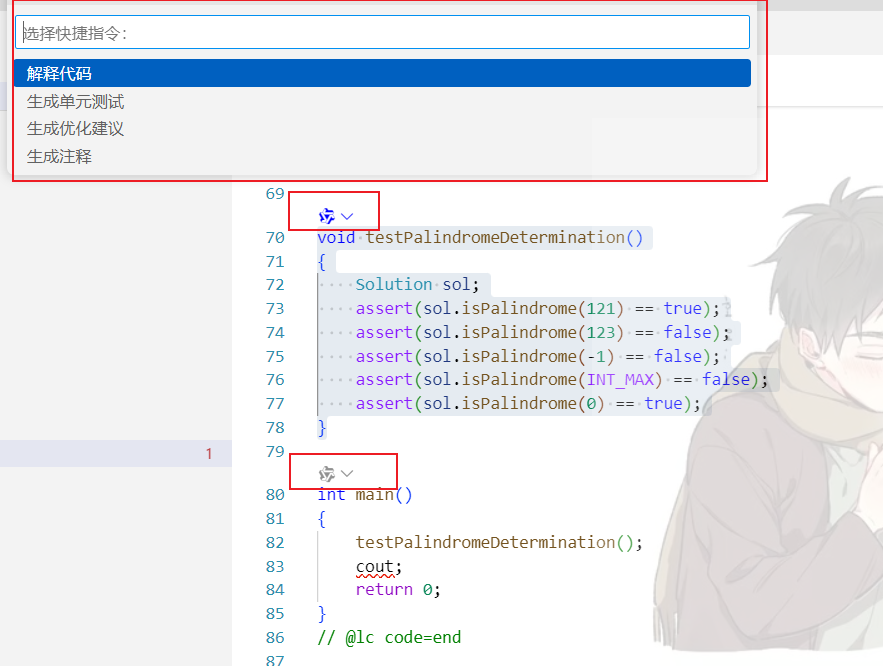 选择快捷指令:
解释代码
生成单元测试
生成优化建议
生成注释
69
70 void·testPalindromeDetermination()
71 {
72 ····Solution·sol;
73 ····assert(sol.isPalindrome(121)·==·true);
74 ····assert(sol.isPalindrome(123)·==·false);
75 ····assert(sol.isPalindrome(-1)·==·false);
76 ····assert(sol.isPalindrome(INT_MAX)·==·false);
77 ····assert(sol.isPalindrome(0)·==·true);
78 }
1 79
80 int main()
81 {
82 testPalindromeDetermination();
83 cout;
84 return 0;
85 }
86 // @lc code=end
87